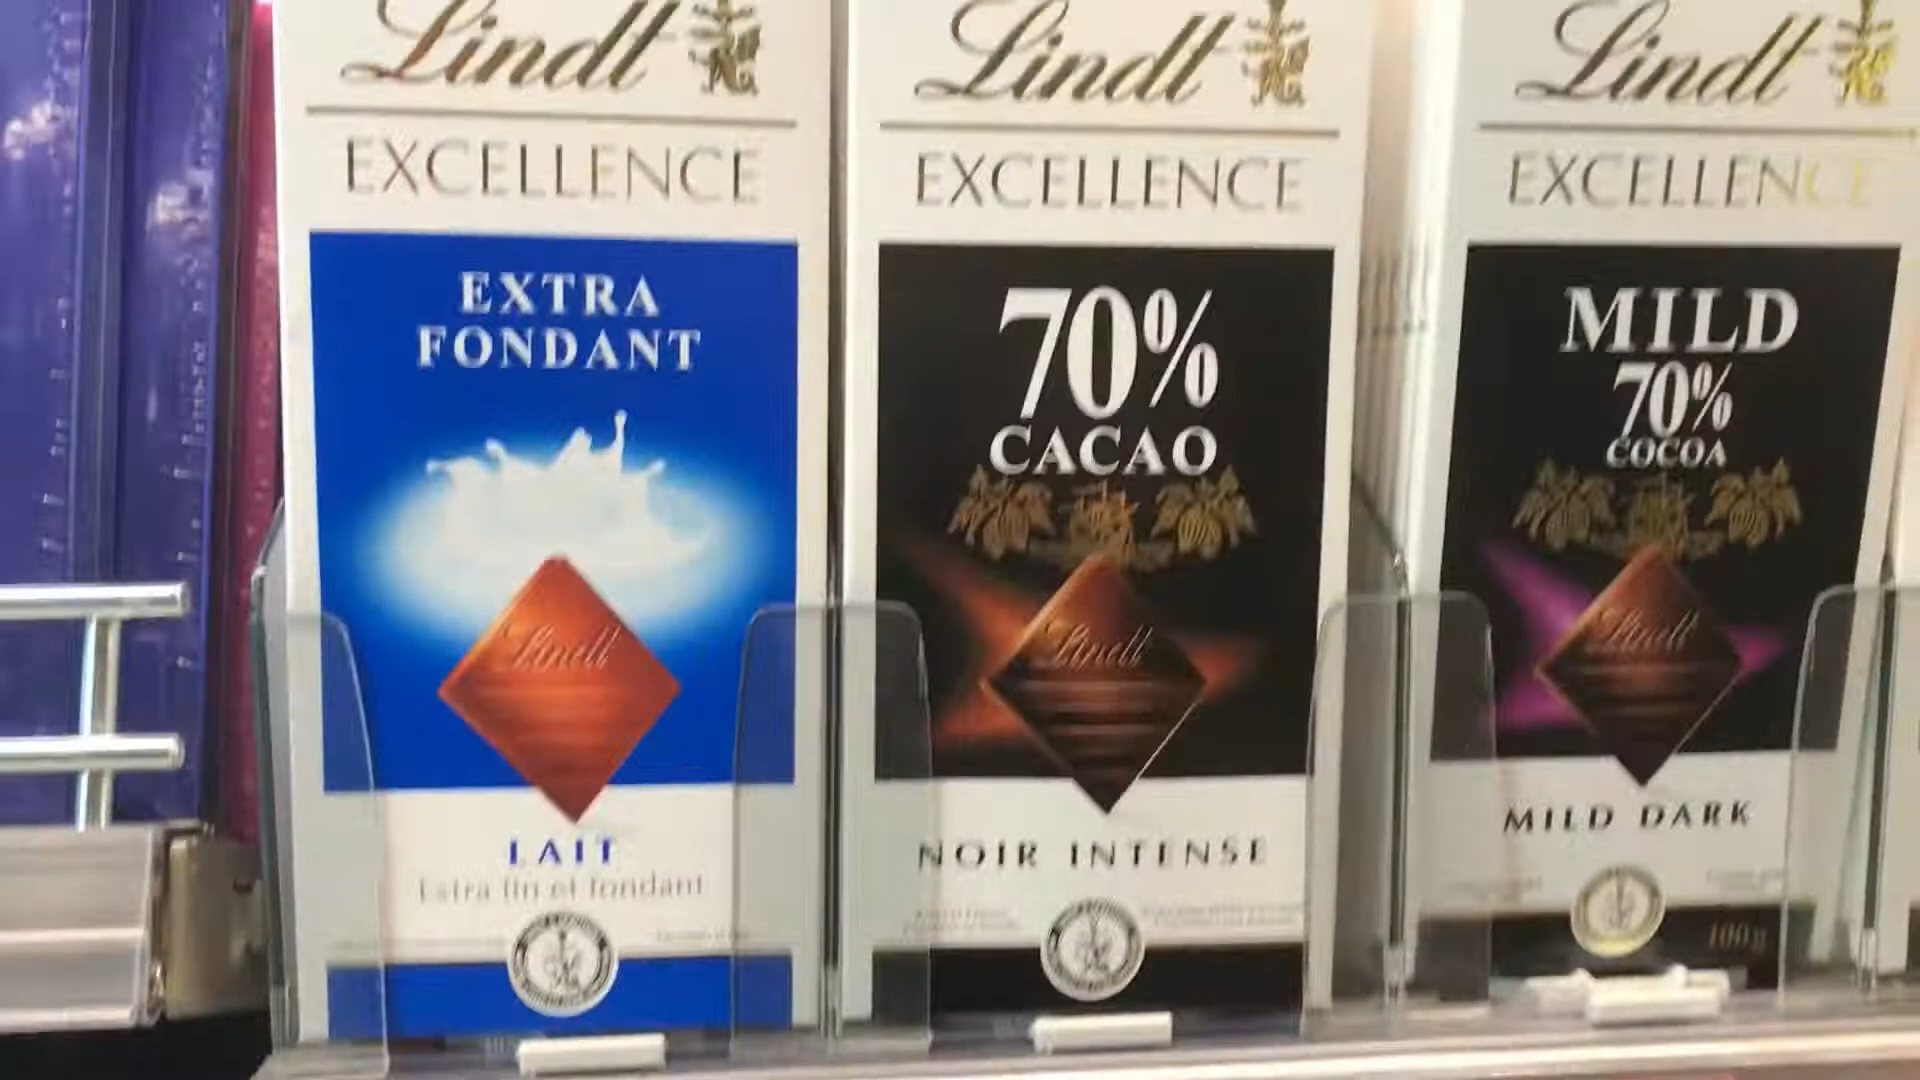 Lindt
EXCELLENCE
EXTRA
FONDANT
Lindt
LAIT
Extra fin et fondant
Lindt
EXCELLENCE
70%
CACAO
Lindt
NOIR INTENSE
Lindt
EXCELLENCE
MILD
70%
COCOA
Lindt
MILD DARK
100g